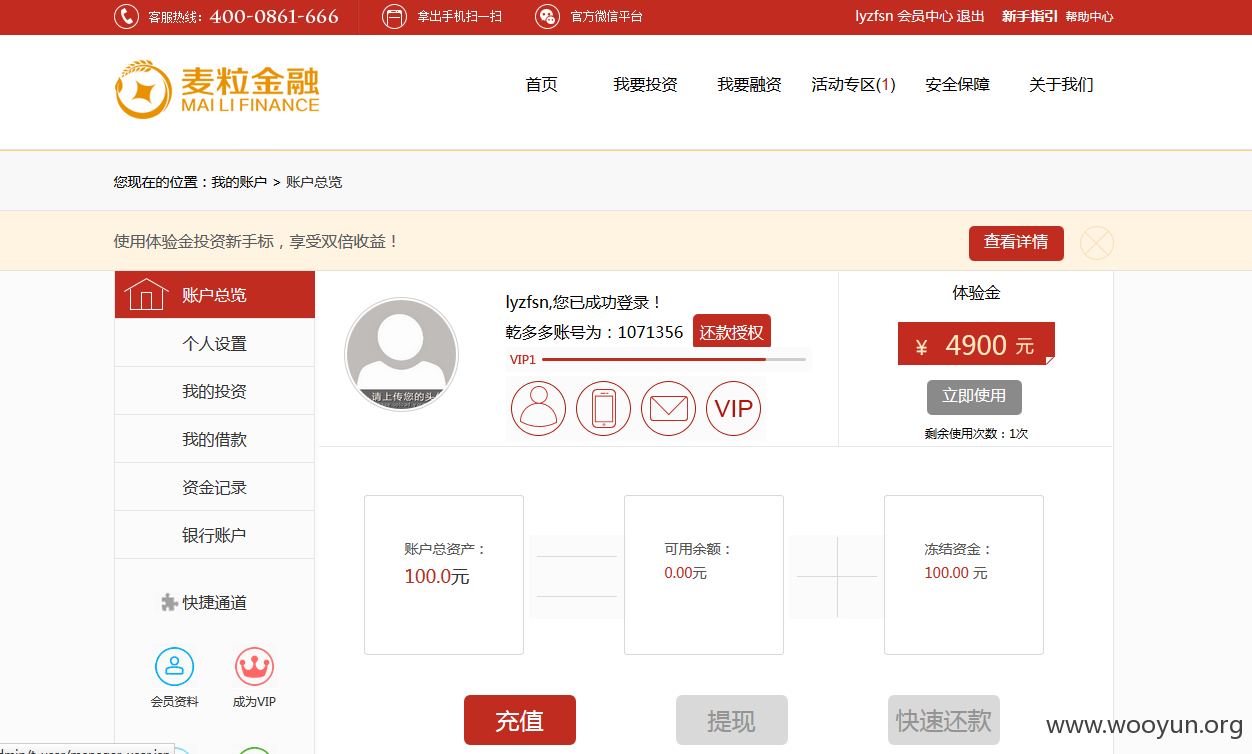 客服热线：400-0861-666 拿出手机扫一扫 官方微信平台 lyzfsn 会员中心 退出 新手指引 帮助中心
麦粒金融
MAI LI FINANCE
首页 我要投资 我要融资 活动专区(1) 安全保障 关于我们
您现在的位置：我的账户 > 账户总览
使用体验金投资新手标，享受双倍收益！ 查看详情
账户总览
个人设置
我的投资
我的借款
资金记录
银行账户
快捷通道
会员资料 成为VIP
请上传您的头
lyzfsn,您已成功登录！
乾多多账号为：1071356 还款授权
VIP1
VIP
体验金
¥ 4900 元
立即使用
剩余使用次数：1次
账户总资产：
100.0元
可用余额：
0.00元
冻结资金：
100.00 元
充值 提现 快速还款
www.wooyun.org